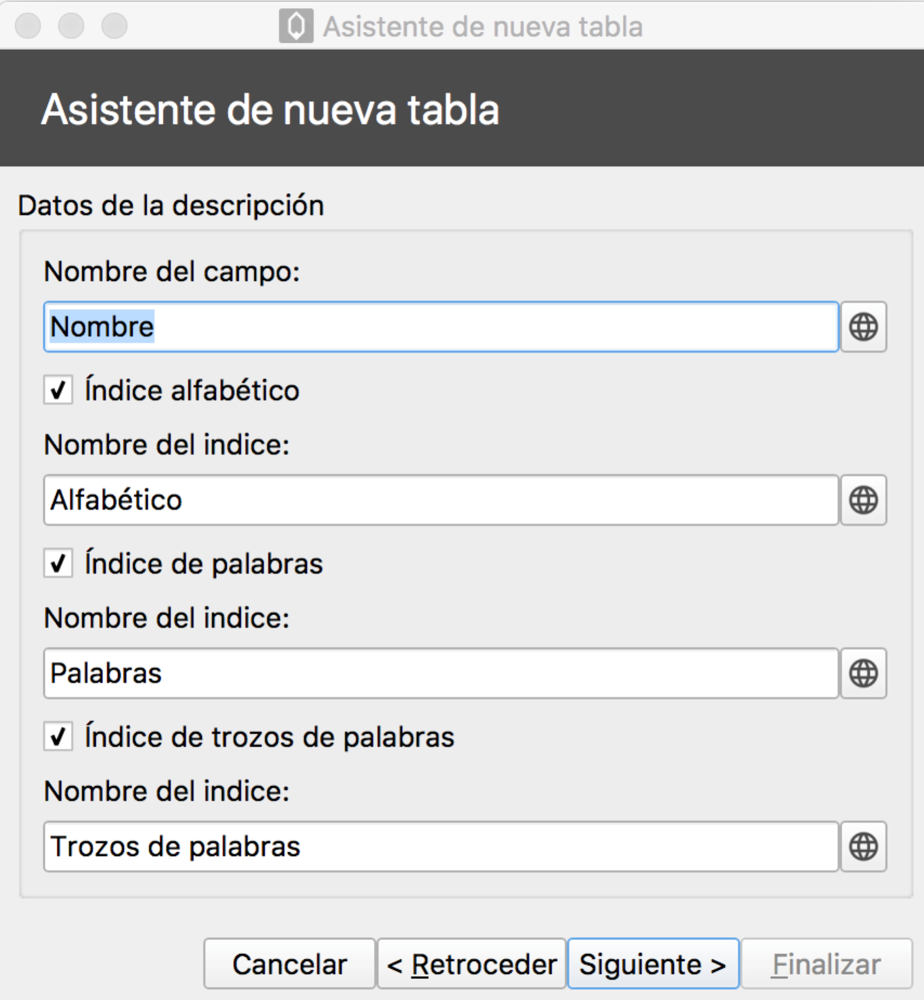 Asistente de nueva tabla
Asistente de nueva tabla
Datos de la descripción
Nombre del campo:
Nombre
Índice alfabético
Nombre del indice:
Alfabético
Índice de palabras
Nombre del indice:
Palabras
Índice de trozos de palabras
Nombre del indice:
Trozos de palabras
Cancelar < Retroceder Siguiente > Finalizar